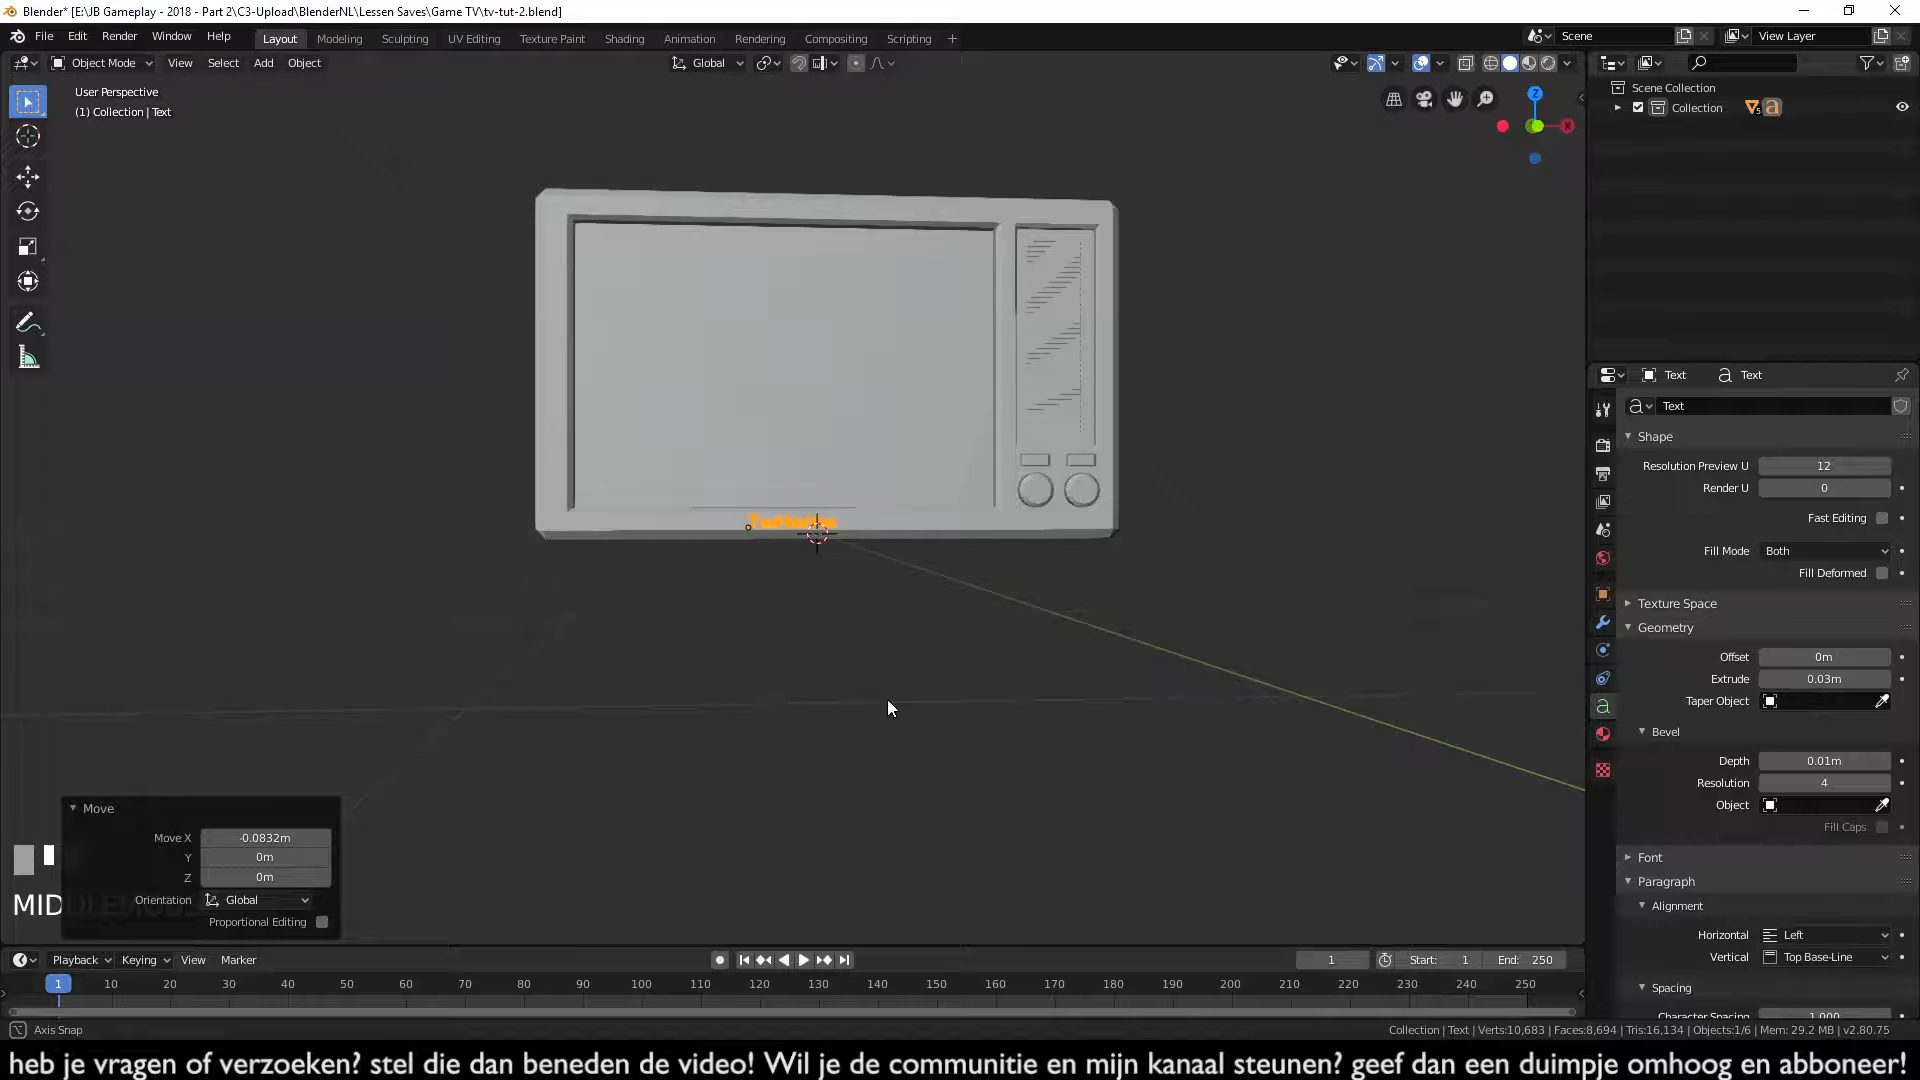 Blender* [E:\JB Gameplay - 2018 - Part 2\C3-Upload\BlenderNL\Lessen Saves\Game TV\tv-tut-2.blend]
File Edit Render Window Help Layout Modeling Sculpting UV Editing Texture Paint Shading Animation Rendering Compositing Scripting + Scene View Layer
Object Mode View Select Add Object Global
User Perspective
(1) Collection | Text
Z
X
Scene Collection
Collection
Text Text
Text
Shape
Resolution Preview U 12
Render U 0
Fast Editing
Fill Mode Both
Fill Deformed
Texture Space
Geometry
Offset 0m
Extrude 0.03m
Taper Object
Bevel
Depth 0.01m
Resolution 4
Object
Fill Caps
Font
Paragraph
Alignment
Horizontal Left
Vertical Top Base-Line
Spacing
Character Spacing 1.000
Move
Move X -0.0832m
Y 0m
Z 0m
Orientation Global
Proportional Editing
Playback Keying View Marker 1 Start: 1 End: 250
1 10 20 30 40 50 60 70 80 90 100 110 120 130 140 150 160 170 180 190 200 210 220 230 240 250
Axis Snap Collection | Text | Verts:10,683 | Faces:8,694 | Tris:16,134 | Objects:1/6 | Mem: 29.2 MB | v2.80.75
heb je vragen of verzoeken? stel die dan beneden de video! Wil je de communitie en mijn kanaal steunen? geef dan een duimpje omhoog en abboneer!